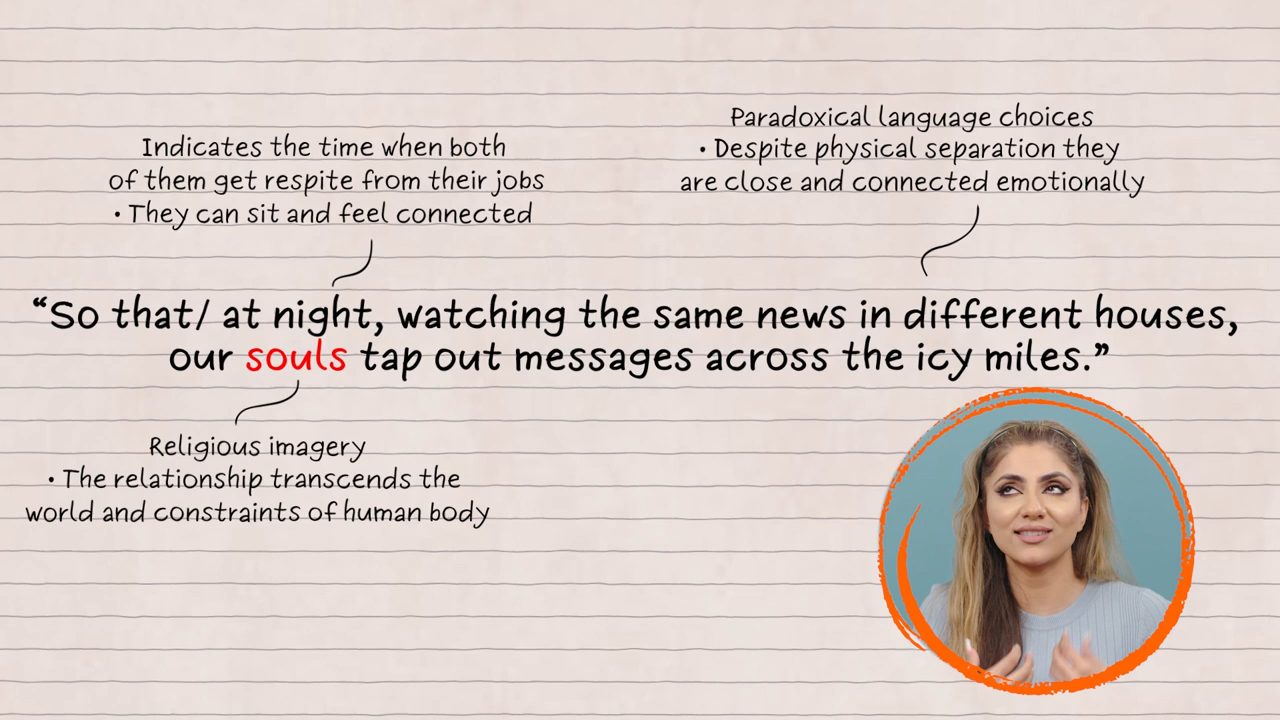 Indicates the time when both
of them get respite from their jobs
• They can sit and feel connected
Paradoxical language choices
• Despite physical separation they
are close and connected emotionally
“So that/ at night, watching the same news in different houses,
our souls tap out messages across the icy miles.”
Religious imagery
• The relationship transcends the
world and constraints of human body